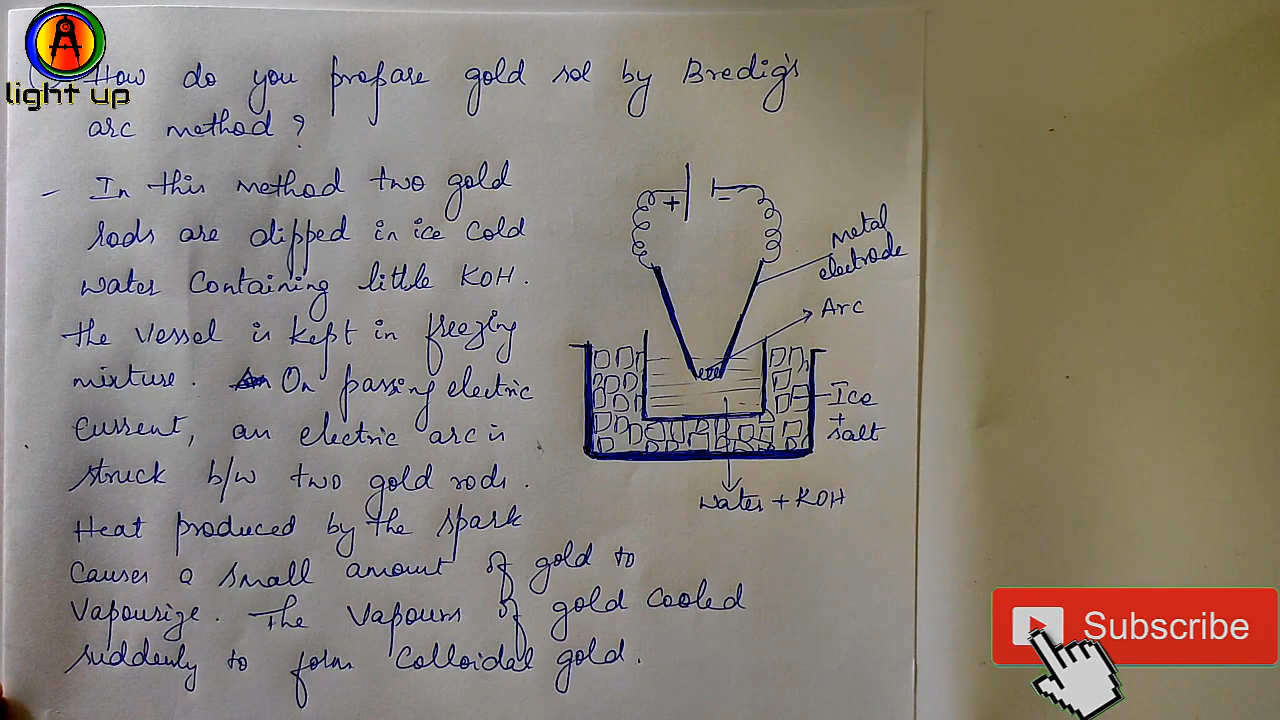 light up
How do you prepare gold sol by Bredig's
arc method?
- In this method two gold
rods are dipped in ice cold
water containing little KOH.
the vessel is kept in freezing
mixture. On passing electric
current, an electric arc is
struck b/w two gold rods.
Heat produced by the spark
causes a small amount of gold to
vapourize. The vapours of gold cooled
suddenly to form colloidal gold.
+ -
metal
electrode
Arc
Ice
+
salt
water + KOH
Subscribe